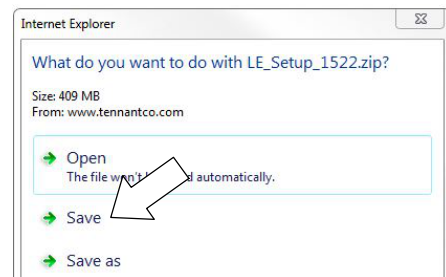 Internet Explorer
What do you want to do with LE_Setup_1522.zip?
Size: 409 MB
From: www.tennantco.com
Open
The file won't d automatically.
Save
Save as